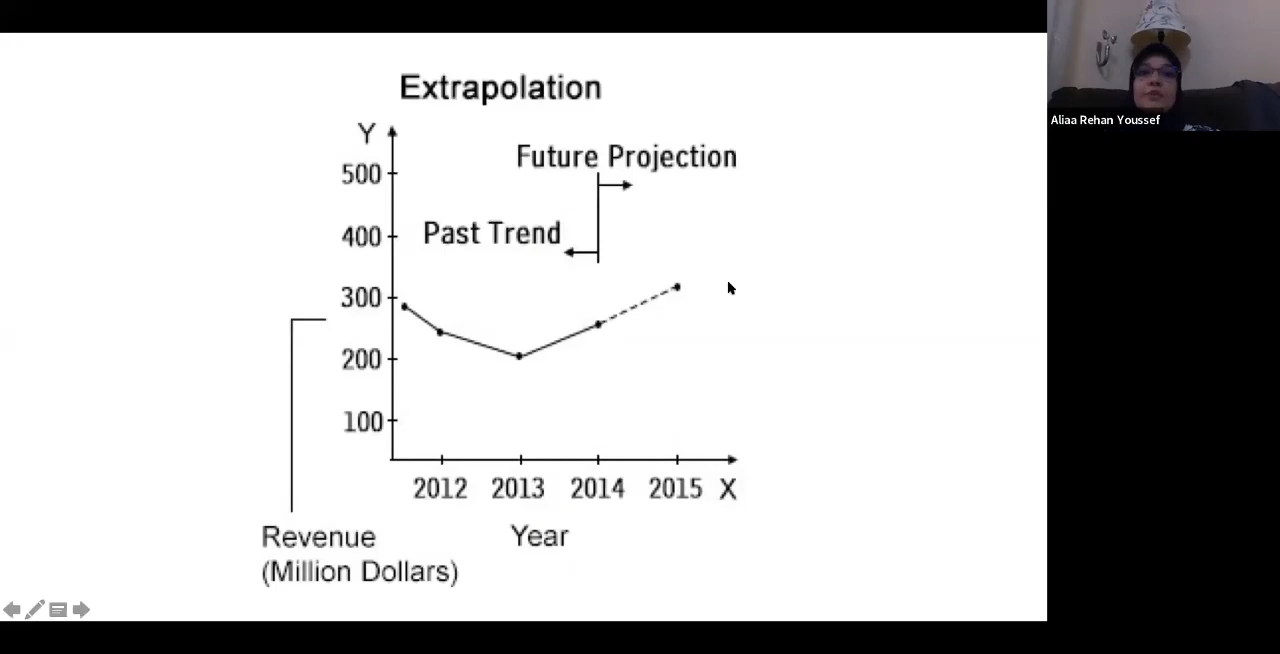 Extrapolation
Y
Future Projection
500
Past Trend
400
300
200
100
2012 2013 2014 2015 X
Revenue
(Million Dollars)
Year
Aliaa Rehan Youssef